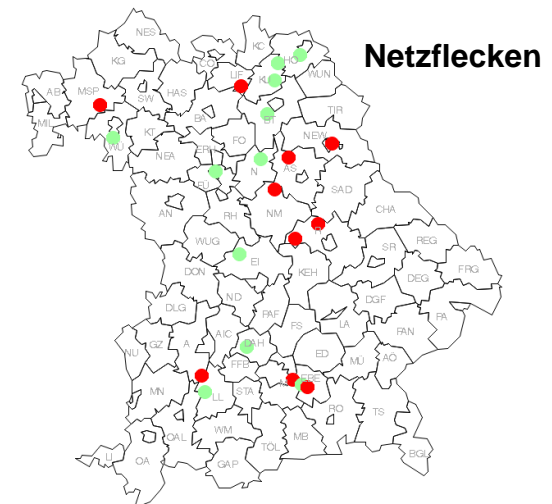 Netzflecken
NES
KC
HO
CO
KG
LIF
KU
WUN
AB
MSP
SW
HAS
BA
BT
TIR
MIL
WÜ
KT
FO
NEW
NEA
ERH
N
AS
FÜ
SAD
AN
RH
NM
CHA
R
WUG
EI
SR
REG
DON
KEH
DEG
FRG
ND
DLG
PAF
DGF
PA
FS
LA
PAN
NU
GZ
A
AIC
DAH
ED
MÜ
AÖ
FFB
EBE
MN
LL
STA
RO
TS
OAL
WM
TÖL
MB
LI
OA
GAP
BGL